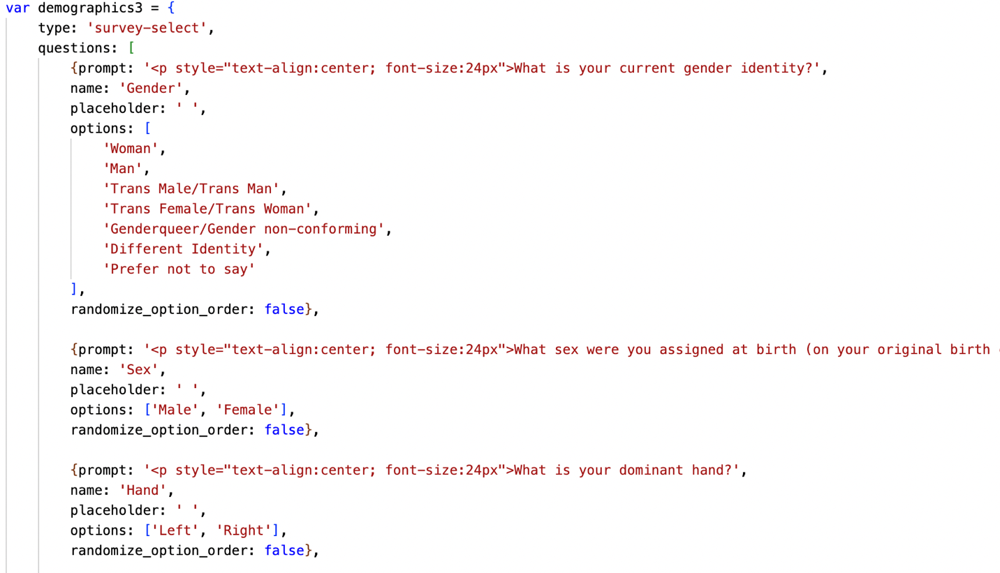 var demographics3 = {
type: 'survey-select',
questions: [
{prompt: '<p style="text-align:center; font-size:24px">What is your current gender identity?',
name: 'Gender',
placeholder: ' ',
options: [
'Woman',
'Man',
'Trans Male/Trans Man',
'Trans Female/Trans Woman',
'Genderqueer/Gender non-conforming',
'Different Identity',
'Prefer not to say'
],
randomize_option_order: false},
{prompt: '<p style="text-align:center; font-size:24px">What sex were you assigned at birth (on your original birth
name: 'Sex',
placeholder: ' ',
options: ['Male', 'Female'],
randomize_option_order: false},
{prompt: '<p style="text-align:center; font-size:24px">What is your dominant hand?',
name: 'Hand',
placeholder: ' ',
options: ['Left', 'Right'],
randomize_option_order: false},